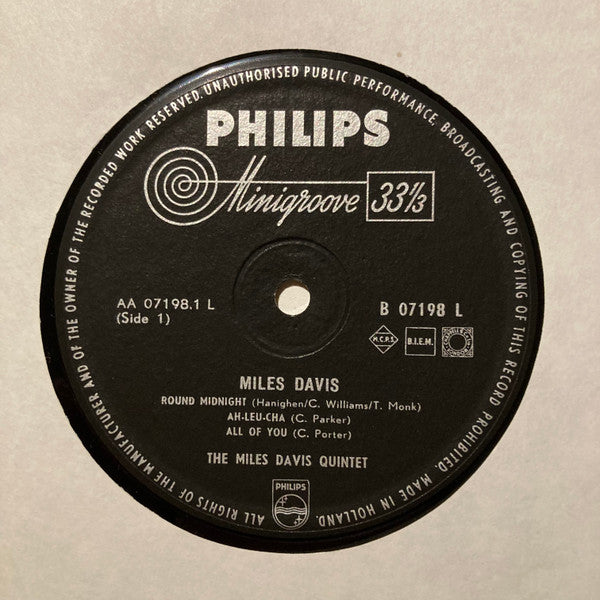 ALL RIGHTS OF THE MANUFACTURER AND OF THE OWNER OF THE RECORDED WORK RESERVED. UNAUTHORISED PUBLIC PERFORMANCE, BROADCASTING AND COPYING OF THIS RECORD PROHIBITED. MADE IN HOLLAND.
PHILIPS
Minigroove 33⅓
AA 07198.1 L
(Side 1)
B 07198 L
M.C.P.S. B.I.E.M.
MILES DAVIS
ROUND MIDNIGHT (Hanighen/C. Williams/T. Monk)
AH-LEU-CHA (C. Parker)
ALL OF YOU (C. Porter)
THE MILES DAVIS QUINTET
PHILIPS